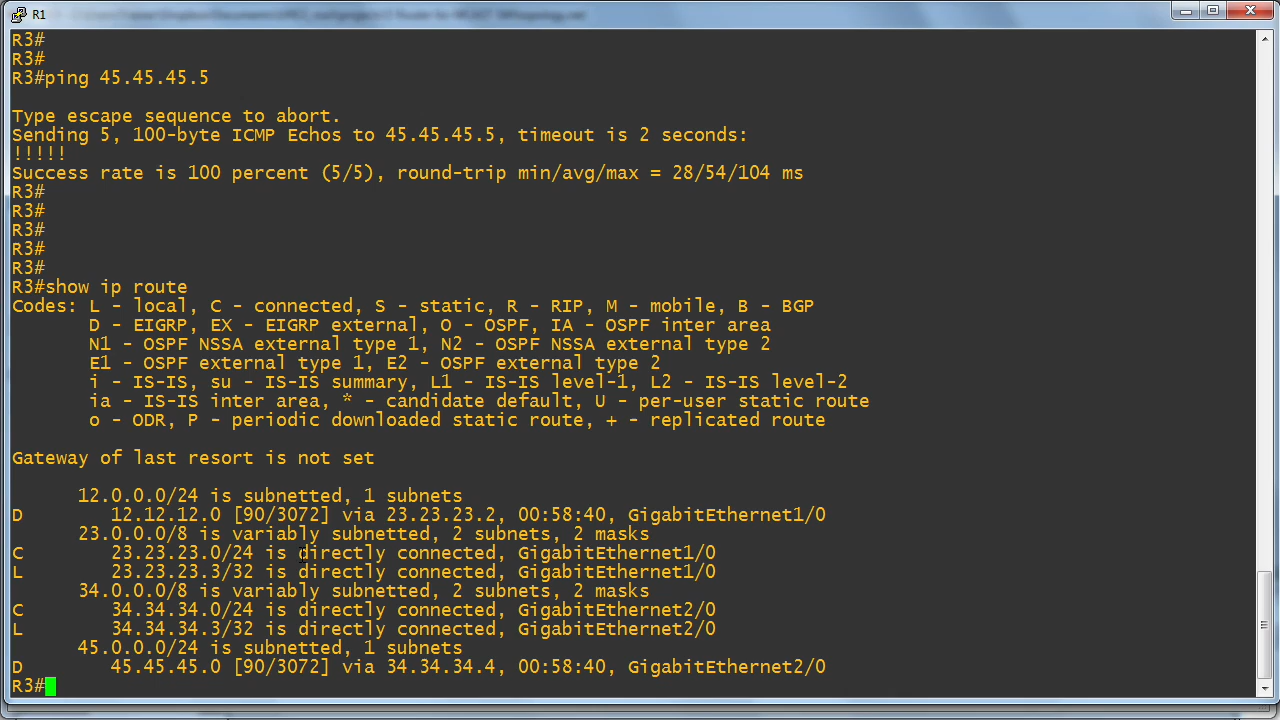 R1
R3#
R3#
R3#ping 45.45.45.5
Type escape sequence to abort.
Sending 5, 100-byte ICMP Echos to 45.45.45.5, timeout is 2 seconds:
!!!!!
Success rate is 100 percent (5/5), round-trip min/avg/max = 28/54/104 ms
R3#
R3#
R3#
R3#
R3#
R3#show ip route
Codes: L - local, C - connected, S - static, R - RIP, M - mobile, B - BGP
       D - EIGRP, EX - EIGRP external, O - OSPF, IA - OSPF inter area
       N1 - OSPF NSSA external type 1, N2 - OSPF NSSA external type 2
       E1 - OSPF external type 1, E2 - OSPF external type 2
       i - IS-IS, su - IS-IS summary, L1 - IS-IS level-1, L2 - IS-IS level-2
       ia - IS-IS inter area, * - candidate default, U - per-user static route
       o - ODR, P - periodic downloaded static route, + - replicated route
Gateway of last resort is not set
      12.0.0.0/24 is subnetted, 1 subnets
D        12.12.12.0 [90/3072] via 23.23.23.2, 00:58:40, GigabitEthernet1/0
      23.0.0.0/8 is variably subnetted, 2 subnets, 2 masks
C        23.23.23.0/24 is directly connected, GigabitEthernet1/0
L        23.23.23.3/32 is directly connected, GigabitEthernet1/0
      34.0.0.0/8 is variably subnetted, 2 subnets, 2 masks
C        34.34.34.0/24 is directly connected, GigabitEthernet2/0
L        34.34.34.3/32 is directly connected, GigabitEthernet2/0
      45.0.0.0/24 is subnetted, 1 subnets
D        45.45.45.0 [90/3072] via 34.34.34.4, 00:58:40, GigabitEthernet2/0
R3#